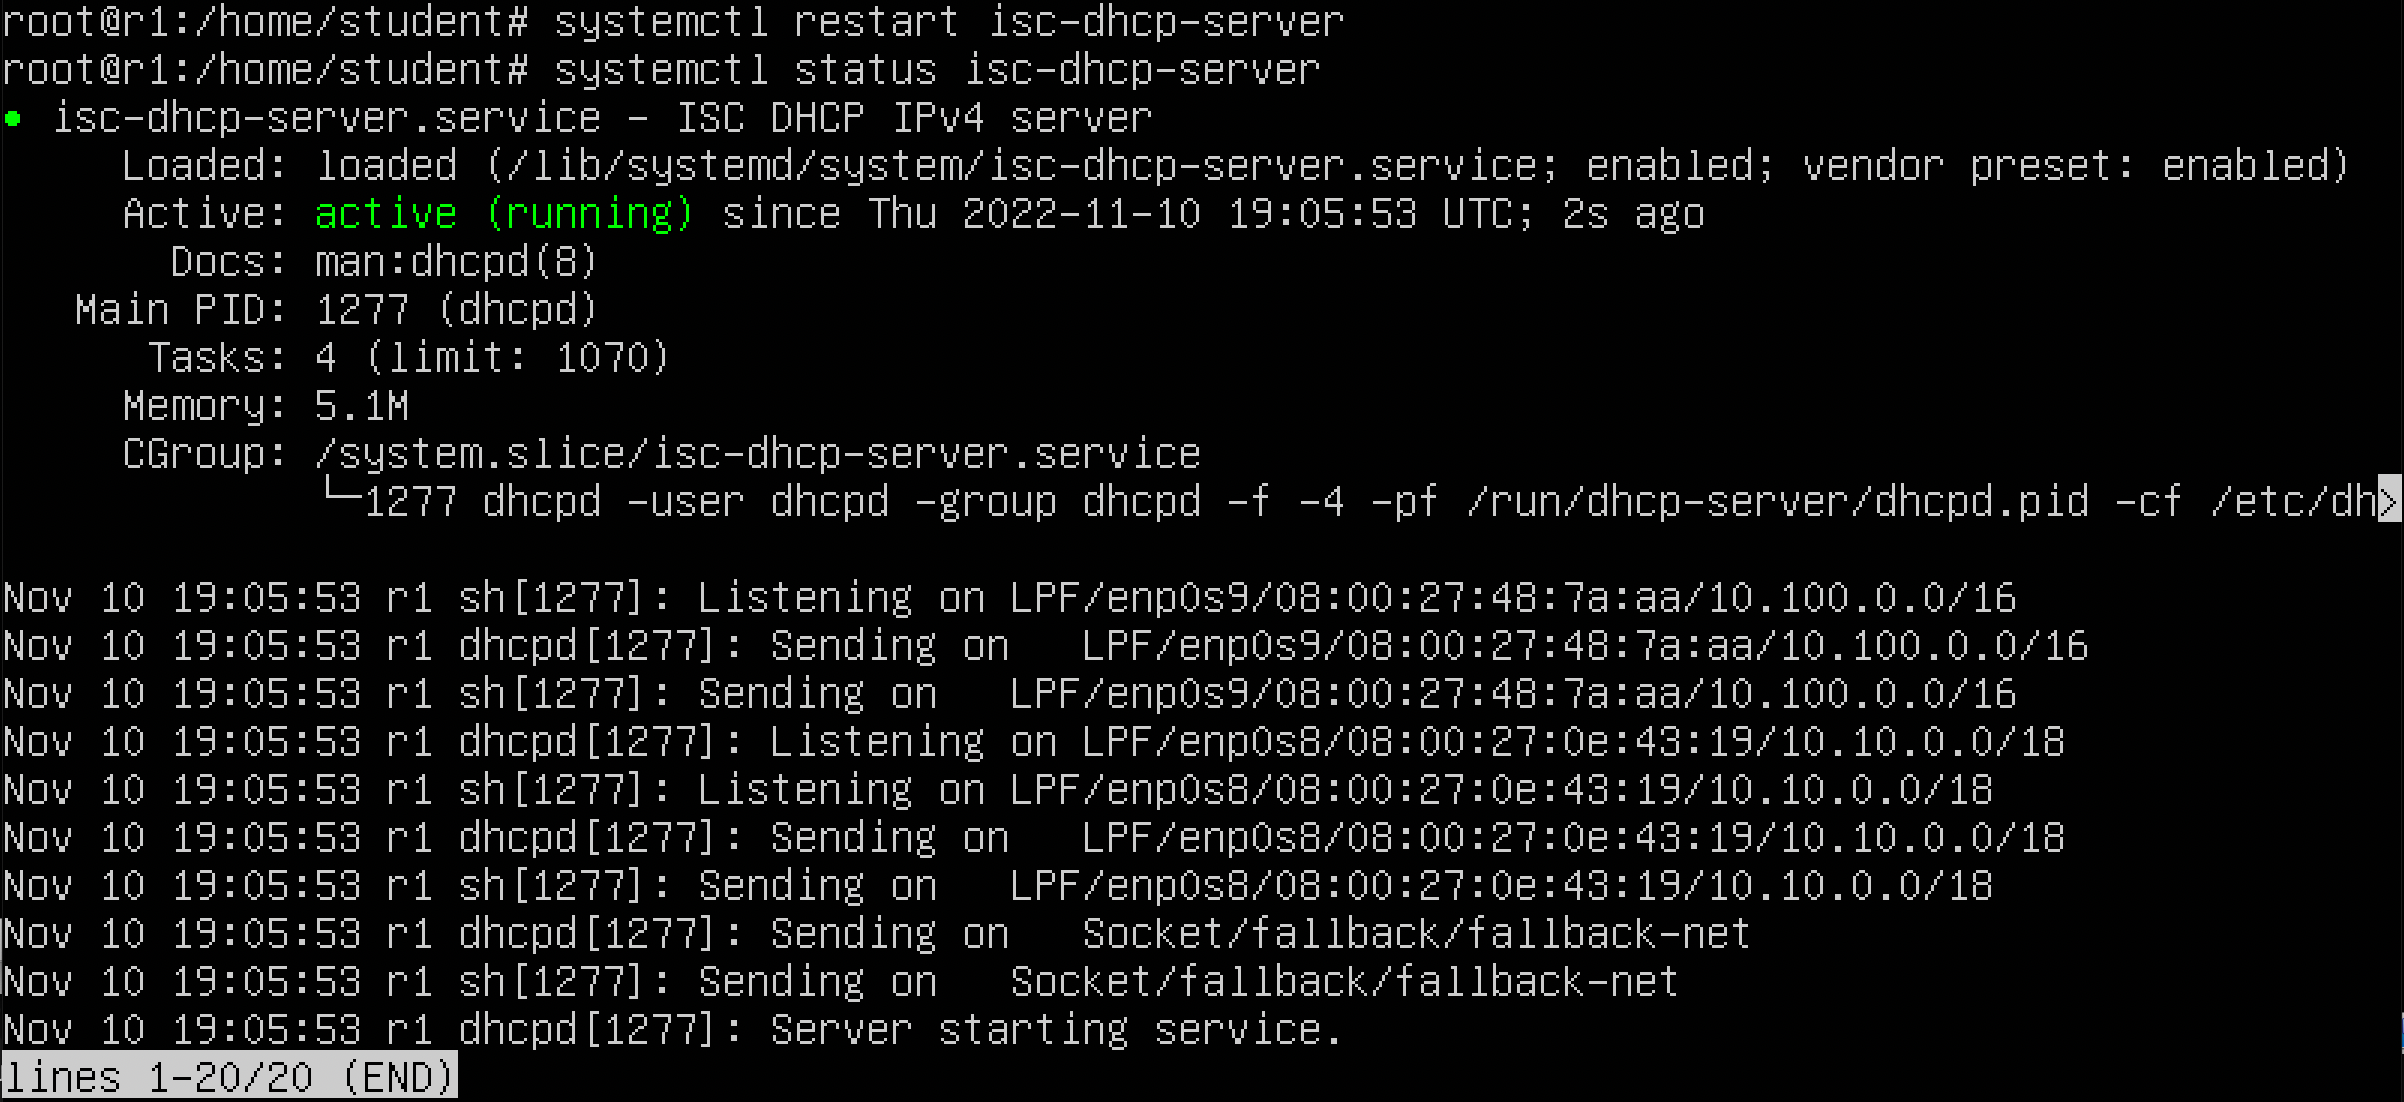 root@r1:/home/student# systemctl restart isc-dhcp-server
root@r1:/home/student# systemctl status isc-dhcp-server
● isc-dhcp-server.service - ISC DHCP IPv4 server
     Loaded: loaded (/lib/systemd/system/isc-dhcp-server.service; enabled; vendor preset: enabled)
     Active: active (running) since Thu 2022-11-10 19:05:53 UTC; 2s ago
       Docs: man:dhcpd(8)
   Main PID: 1277 (dhcpd)
      Tasks: 4 (limit: 1070)
     Memory: 5.1M
     CGroup: /system.slice/isc-dhcp-server.service
             └─1277 dhcpd -user dhcpd -group dhcpd -f -4 -pf /run/dhcp-server/dhcpd.pid -cf /etc/dh>
Nov 10 19:05:53 r1 sh[1277]: Listening on LPF/enp0s9/08:00:27:48:7a:aa/10.100.0.0/16
Nov 10 19:05:53 r1 dhcpd[1277]: Sending on   LPF/enp0s9/08:00:27:48:7a:aa/10.100.0.0/16
Nov 10 19:05:53 r1 sh[1277]: Sending on   LPF/enp0s9/08:00:27:48:7a:aa/10.100.0.0/16
Nov 10 19:05:53 r1 dhcpd[1277]: Listening on LPF/enp0s8/08:00:27:0e:43:19/10.10.0.0/18
Nov 10 19:05:53 r1 sh[1277]: Listening on LPF/enp0s8/08:00:27:0e:43:19/10.10.0.0/18
Nov 10 19:05:53 r1 dhcpd[1277]: Sending on   LPF/enp0s8/08:00:27:0e:43:19/10.10.0.0/18
Nov 10 19:05:53 r1 sh[1277]: Sending on   LPF/enp0s8/08:00:27:0e:43:19/10.10.0.0/18
Nov 10 19:05:53 r1 dhcpd[1277]: Sending on   Socket/fallback/fallback-net
Nov 10 19:05:53 r1 sh[1277]: Sending on   Socket/fallback/fallback-net
Nov 10 19:05:53 r1 dhcpd[1277]: Server starting service.
lines 1-20/20 (END)